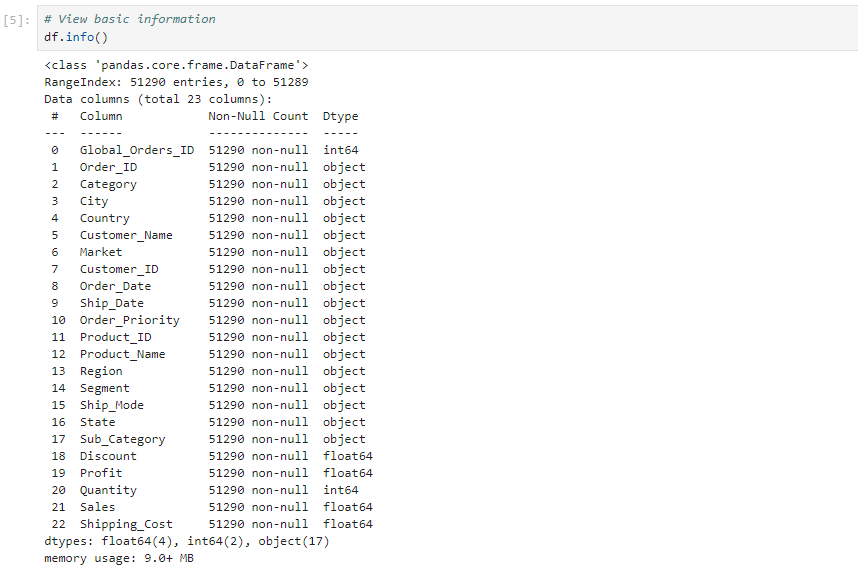 [5]: # View basic information
df.info()
<class 'pandas.core.frame.DataFrame'>
RangeIndex: 51290 entries, 0 to 51289
Data columns (total 23 columns):
 #   Column            Non-Null Count  Dtype
---  ------            --------------  -----
 0   Global_Orders_ID  51290 non-null  int64
 1   Order_ID          51290 non-null  object
 2   Category          51290 non-null  object
 3   City              51290 non-null  object
 4   Country           51290 non-null  object
 5   Customer_Name     51290 non-null  object
 6   Market            51290 non-null  object
 7   Customer_ID       51290 non-null  object
 8   Order_Date        51290 non-null  object
 9   Ship_Date         51290 non-null  object
 10  Order_Priority    51290 non-null  object
 11  Product_ID        51290 non-null  object
 12  Product_Name      51290 non-null  object
 13  Region            51290 non-null  object
 14  Segment           51290 non-null  object
 15  Ship_Mode         51290 non-null  object
 16  State             51290 non-null  object
 17  Sub_Category      51290 non-null  object
 18  Discount          51290 non-null  float64
 19  Profit            51290 non-null  float64
 20  Quantity          51290 non-null  int64
 21  Sales             51290 non-null  float64
 22  Shipping_Cost     51290 non-null  float64
dtypes: float64(4), int64(2), object(17)
memory usage: 9.0+ MB